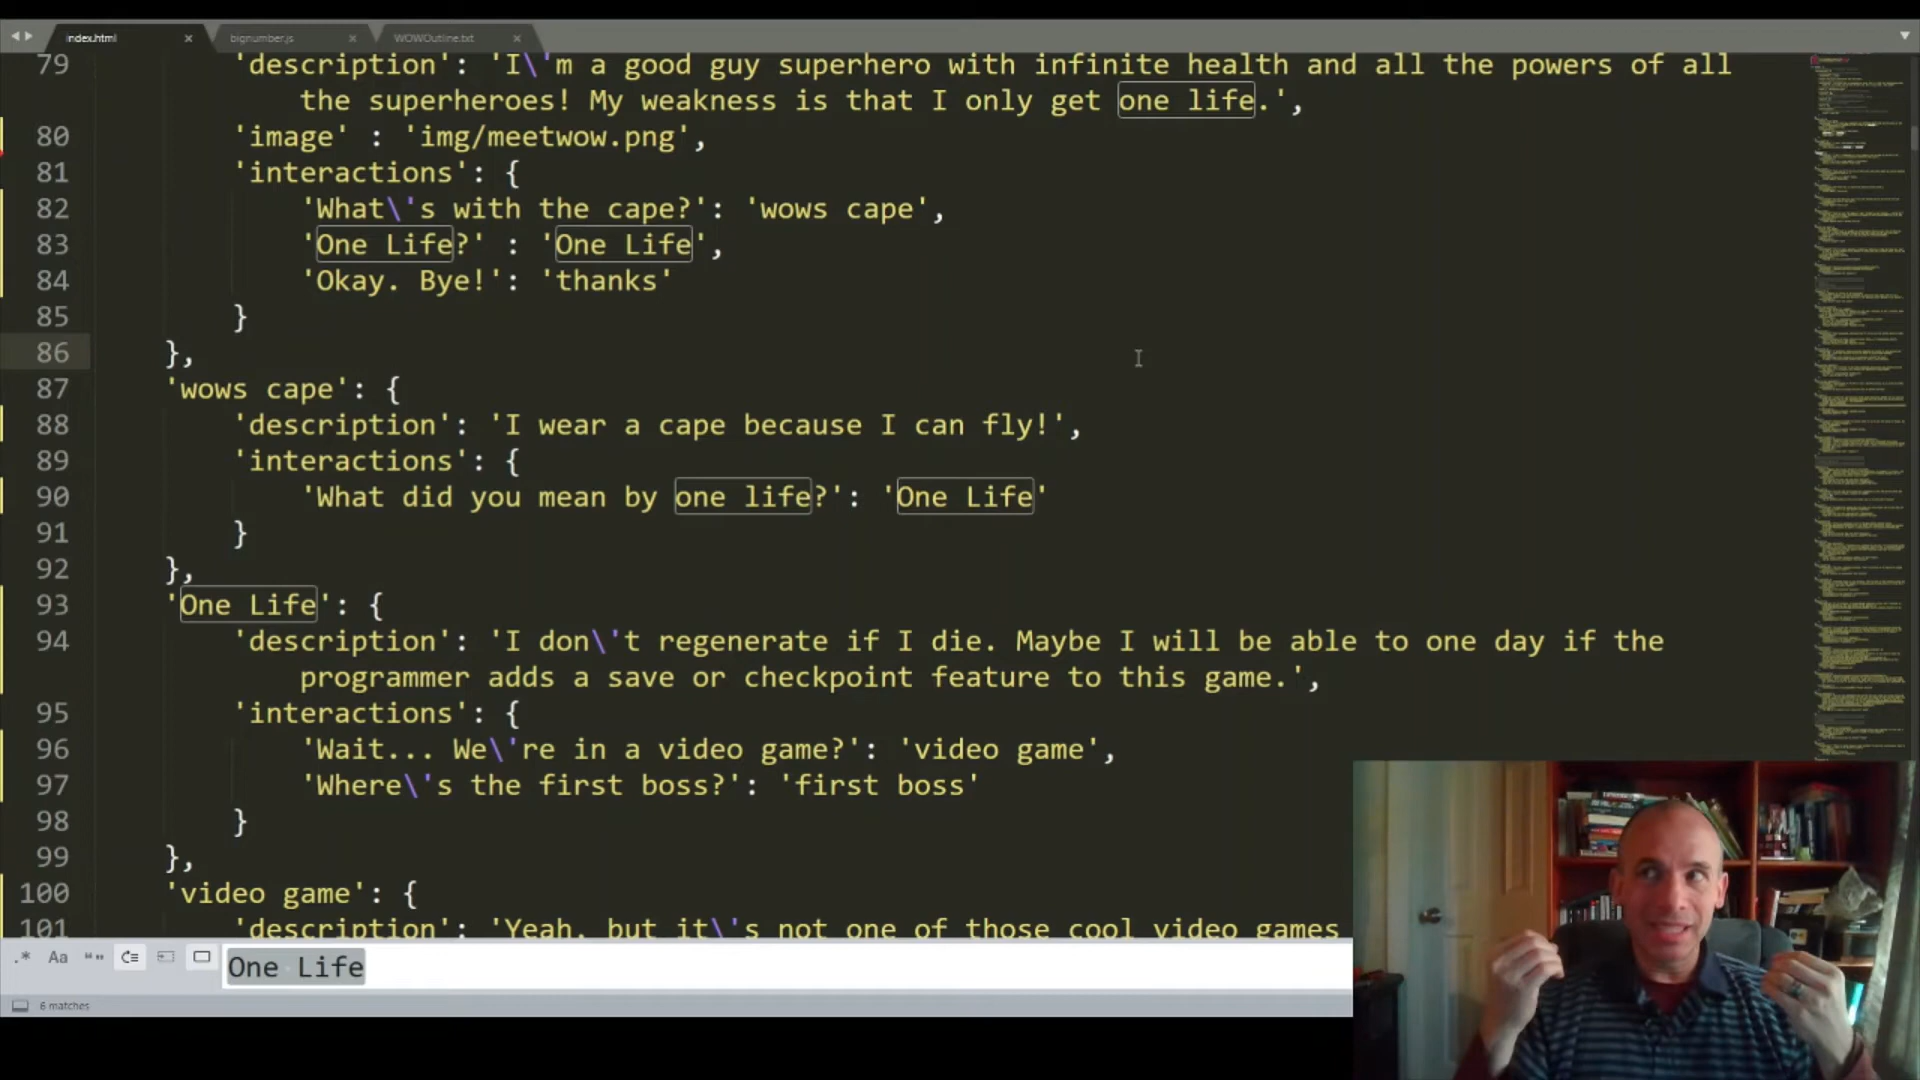 index.html × bignumber.js × WOWOutline.txt ×
79 'description': 'I\'m a good guy superhero with infinite health and all the powers of all
the superheroes! My weakness is that I only get one life.',
80 'image' : 'img/meetwow.png',
81 'interactions': {
82 'What\'s with the cape?': 'wows cape',
83 'One Life?' : 'One Life',
84 'Okay. Bye!': 'thanks'
85 }
86 },
87 'wows cape': {
88 'description': 'I wear a cape because I can fly!',
89 'interactions': {
90 'What did you mean by one life?': 'One Life'
91 }
92 },
93 'One Life': {
94 'description': 'I don\'t regenerate if I die. Maybe I will be able to one day if the
programmer adds a save or checkpoint feature to this game.',
95 'interactions': {
96 'Wait... We\'re in a video game?': 'video game',
97 'Where\'s the first boss?': 'first boss'
98 }
99 },
100 'video game': {
101 'description': 'Yeah, but it\'s not one of those cool video games
.* Aa “” One Life
6 matches